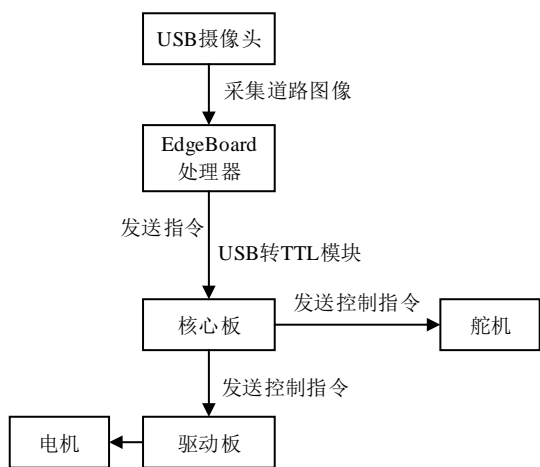 USB摄像头
采集道路图像
EdgeBoard
处理器
发送指令
USB转TTL模块
发送控制指令
核心板
舵机
发送控制指令
电机
驱动板